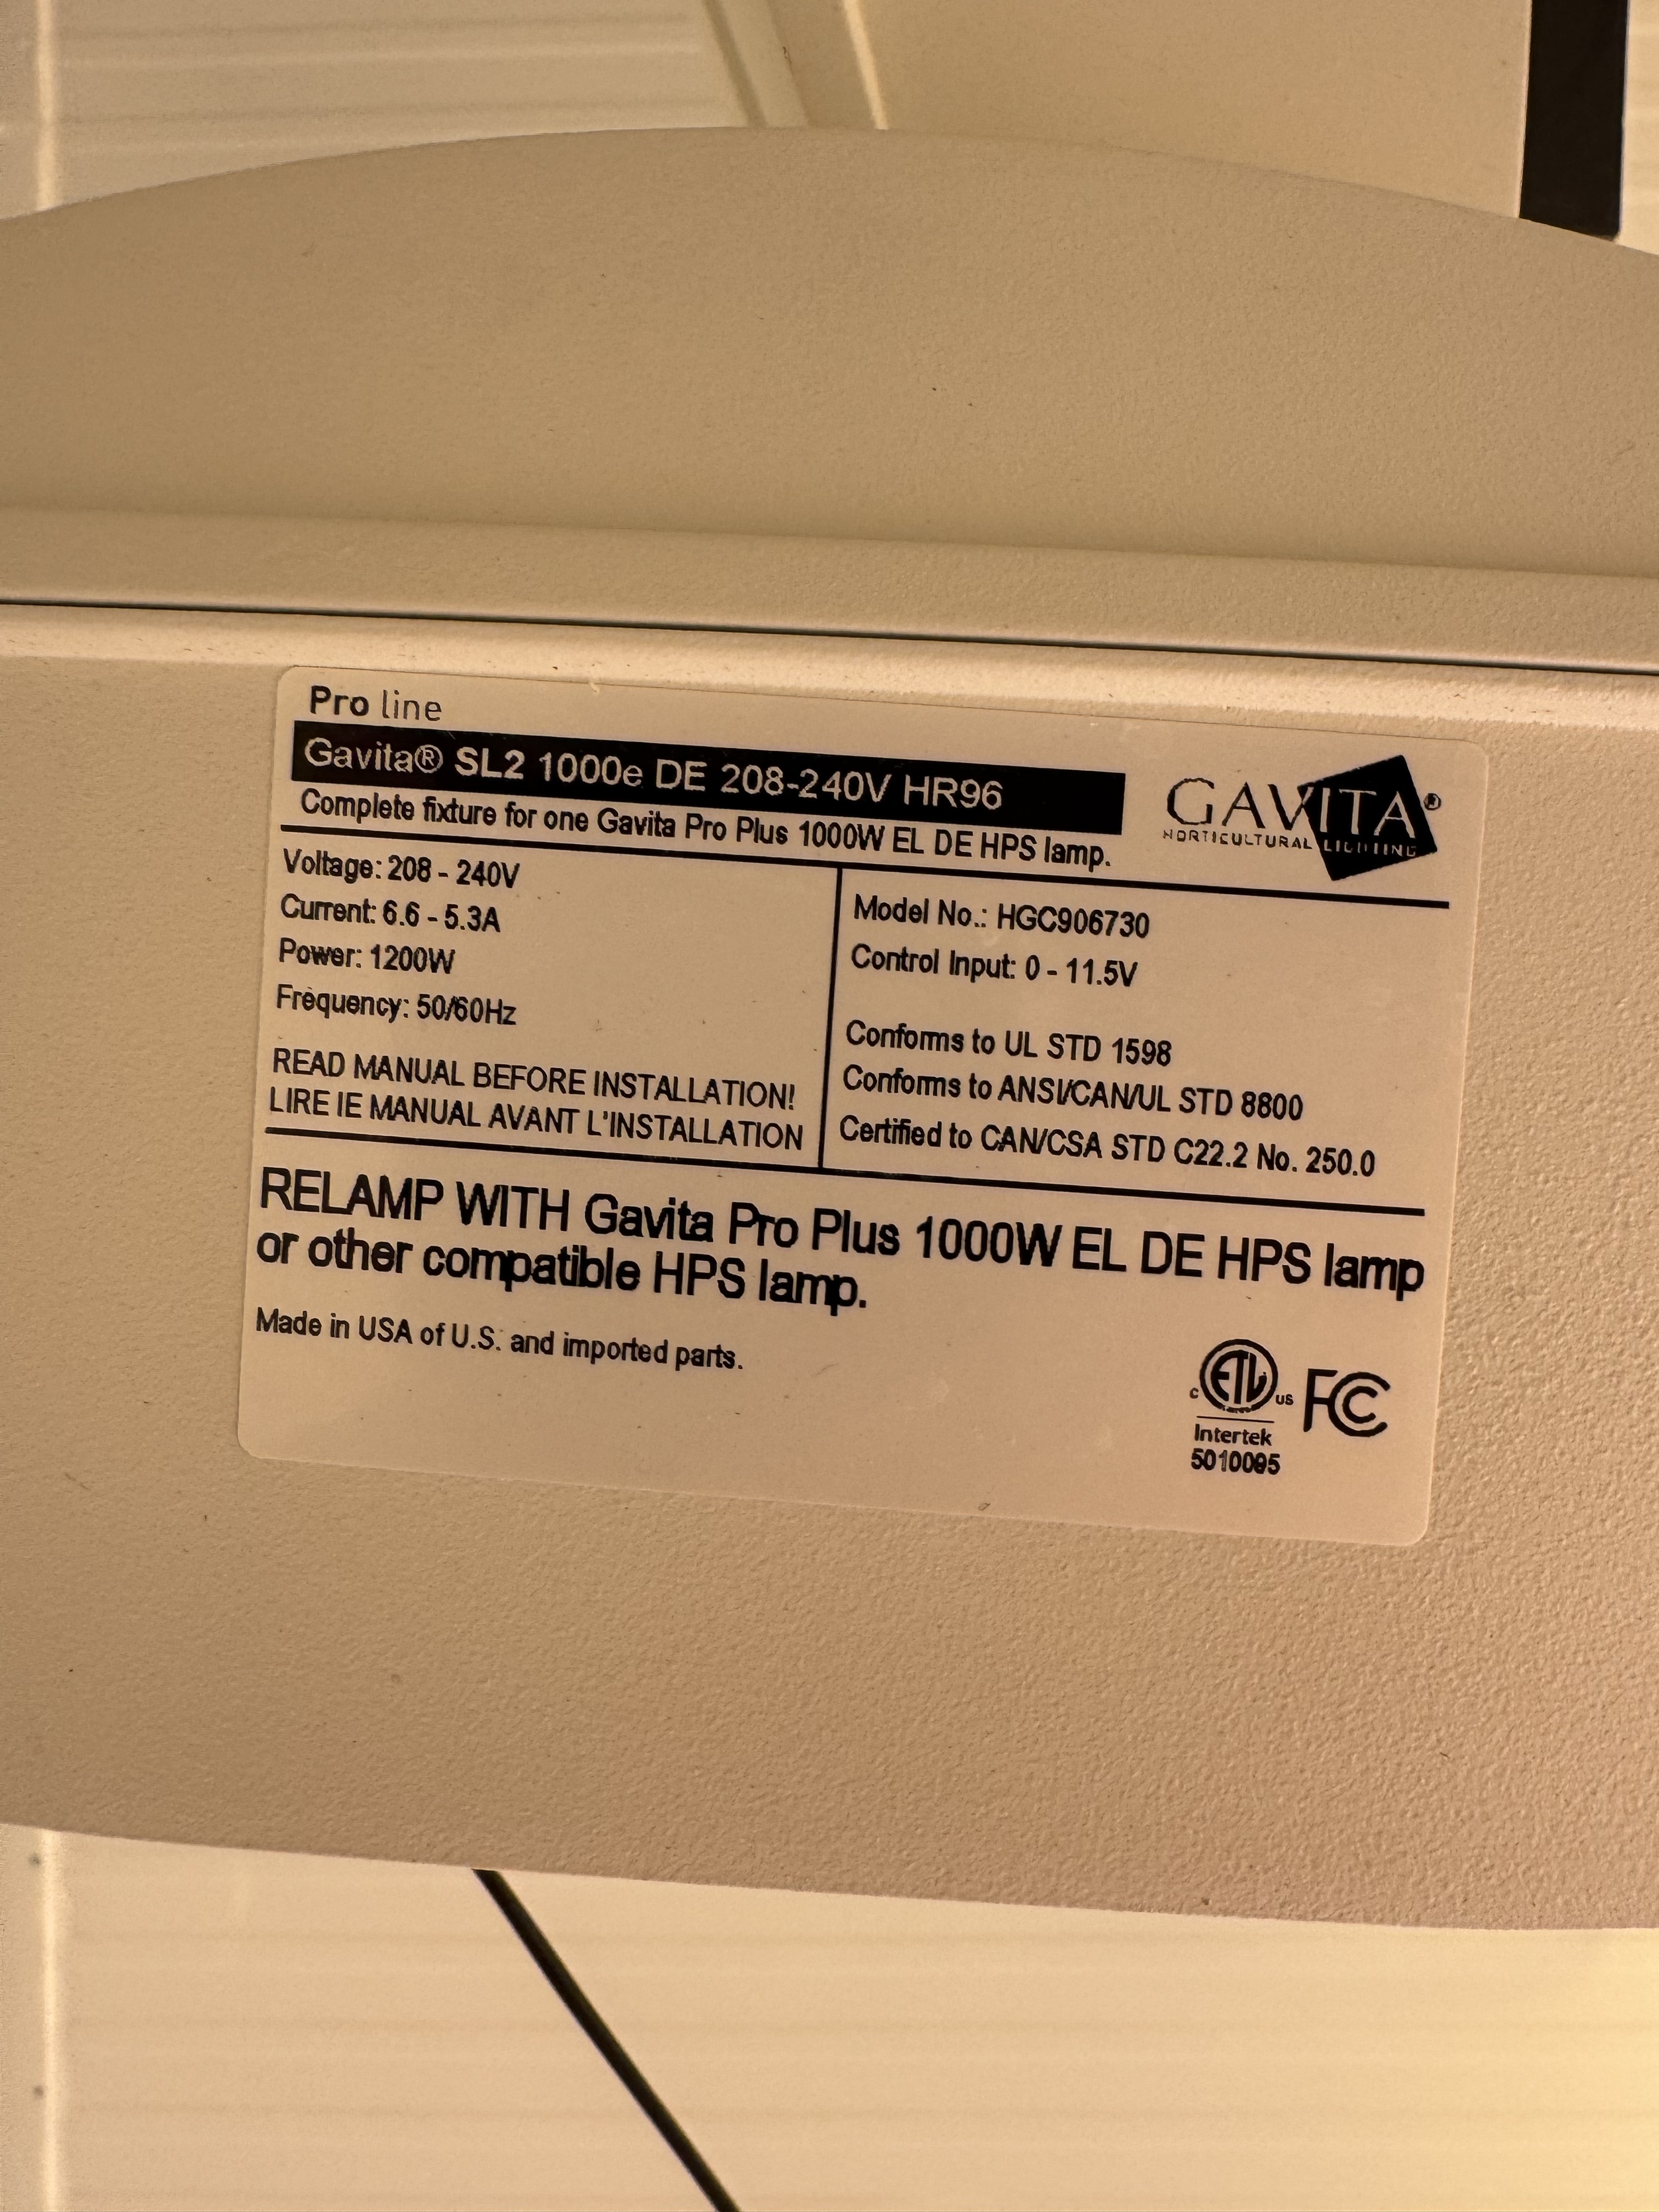 Pro line
Gavita® SL2 1000e DE 208-240V HR96
Complete fixture for one Gavita Pro Plus 1000W EL DE HPS lamp.
GAVITA®
HORTICULTURAL LIGHTING
Voltage: 208 - 240V
Current: 6.6 - 5.3A
Power: 1200W
Frequency: 50/60Hz
READ MANUAL BEFORE INSTALLATION!
LIRE IE MANUAL AVANT L'INSTALLATION
Model No.: HGC906730
Control Input: 0 - 11.5V
Conforms to UL STD 1598
Conforms to ANSI/CAN/UL STD 8800
Certified to CAN/CSA STD C22.2 No. 250.0
RELAMP WITH Gavita Pro Plus 1000W EL DE HPS lamp
or other compatible HPS lamp.
Made in USA of U.S. and imported parts.
c ETL us FC
Intertek
5010095